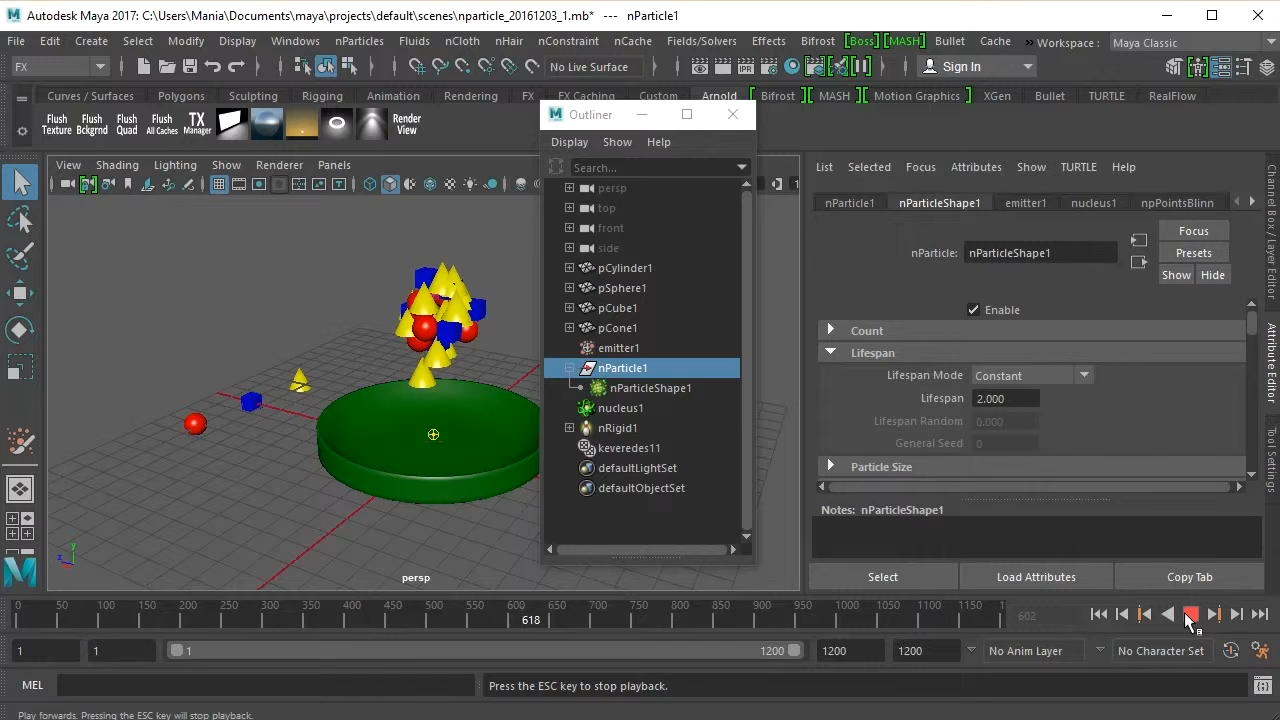 Autodesk Maya 2017: C:\Users\Mania\Documents\maya\projects\default\scenes\nparticle_20161203_1.mb* --- nParticle1
File Edit Create Select Modify Display Windows nParticles Fluids nCloth nHair nConstraint nCache Fields/Solvers Effects Bifrost [Boss] [MASH] Bullet Cache » Workspace : Maya Classic
FX No Live Surface Sign In
Curves / Surfaces Polygons Sculpting Rigging Animation Rendering FX FX Caching Custom Arnold Bifrost MASH Motion Graphics XGen Bullet TURTLE RealFlow
Flush Texture Flush Bckgrnd Flush Quad Flush All Caches TX Manager Render View
Outliner
Display Show Help
Search...
persp
top
front
side
pCylinder1
pSphere1
pCube1
pCone1
emitter1
nParticle1
nParticleShape1
nucleus1
nRigid1
keveredes11
defaultLightSet
defaultObjectSet
View Shading Lighting Show Renderer Panels
persp
y
z
List Selected Focus Attributes Show TURTLE Help
nParticle1 nParticleShape1 emitter1 nucleus1 npPointsBlinn
Focus
nParticle: nParticleShape1 Presets
Show Hide
Enable
Count
Lifespan
Lifespan Mode Constant
Lifespan 2.000
Lifespan Random 0.000
General Seed 0
Particle Size
Notes: nParticleShape1
Select Load Attributes Copy Tab
Channel Box / Layer Editor
Attribute Editor
Tool Settings
0 50 100 150 200 250 300 350 400 450 500 550 600 650 700 750 800 850 900 950 1000 1050 1100 1150 1
618
602
1 1 1 1200 1200 1200 No Anim Layer No Character Set
MEL Press the ESC key to stop playback.
Play forwards. Pressing the ESC key will stop playback.